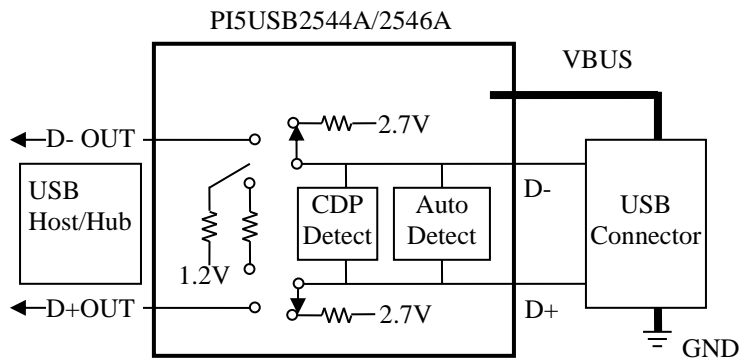 PI5USB2544A/2546A
VBUS
2.7V
D- OUT
D-
USB
Host/Hub
CDP
Detect
Auto
Detect
USB
Connector
1.2V
D+OUT
2.7V
D+
GND